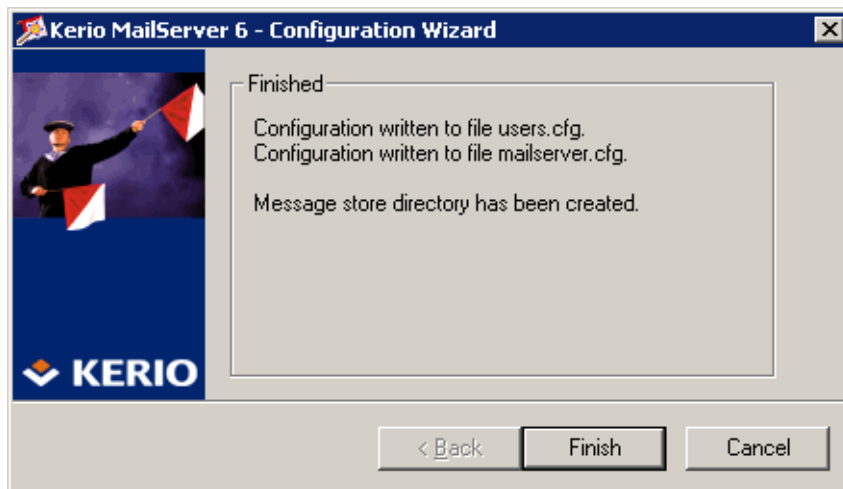 Kerio MailServer 6 - Configuration Wizard
Finished
Configuration written to file users.cfg.
Configuration written to file mailserver.cfg.
Message store directory has been created.
KERIO
< Back
Finish
Cancel